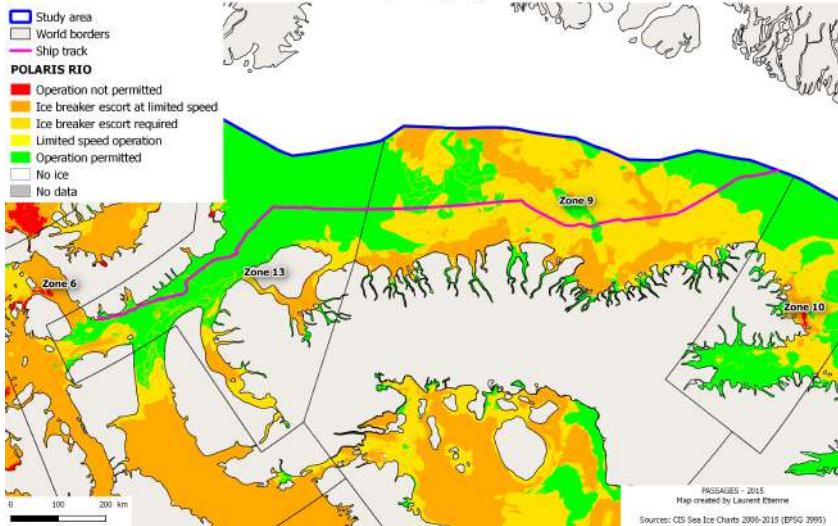 Study area
World borders
Ship track
POLARIS RIO
Operation not permitted
Ice breaker escort at limited speed
Ice breaker escort required
Limited speed operation
Operation permitted
No ice
No data
Zone 9
Zone 13
Zone 6
Zone 10
0 100 200 km
PASSAGES - 2015
Map created by Laurent Etienne
Sources: CIS Sea Ice Charts 2006-2015 (EPSG 3995)